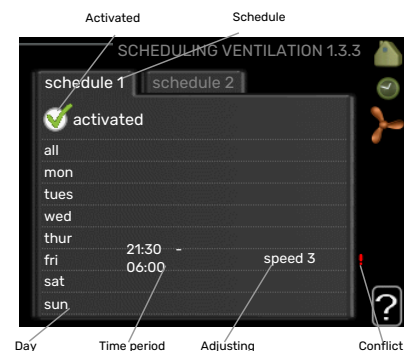 Activated
Schedule
SCHEDULING VENTILATION 1.3.3
schedule 1
schedule 2
activated
all
mon
tues
wed
thur
fri
21:30 -
06:00
speed 3
!
sat
sun
?
Day
Time period
Adjusting
Conflict